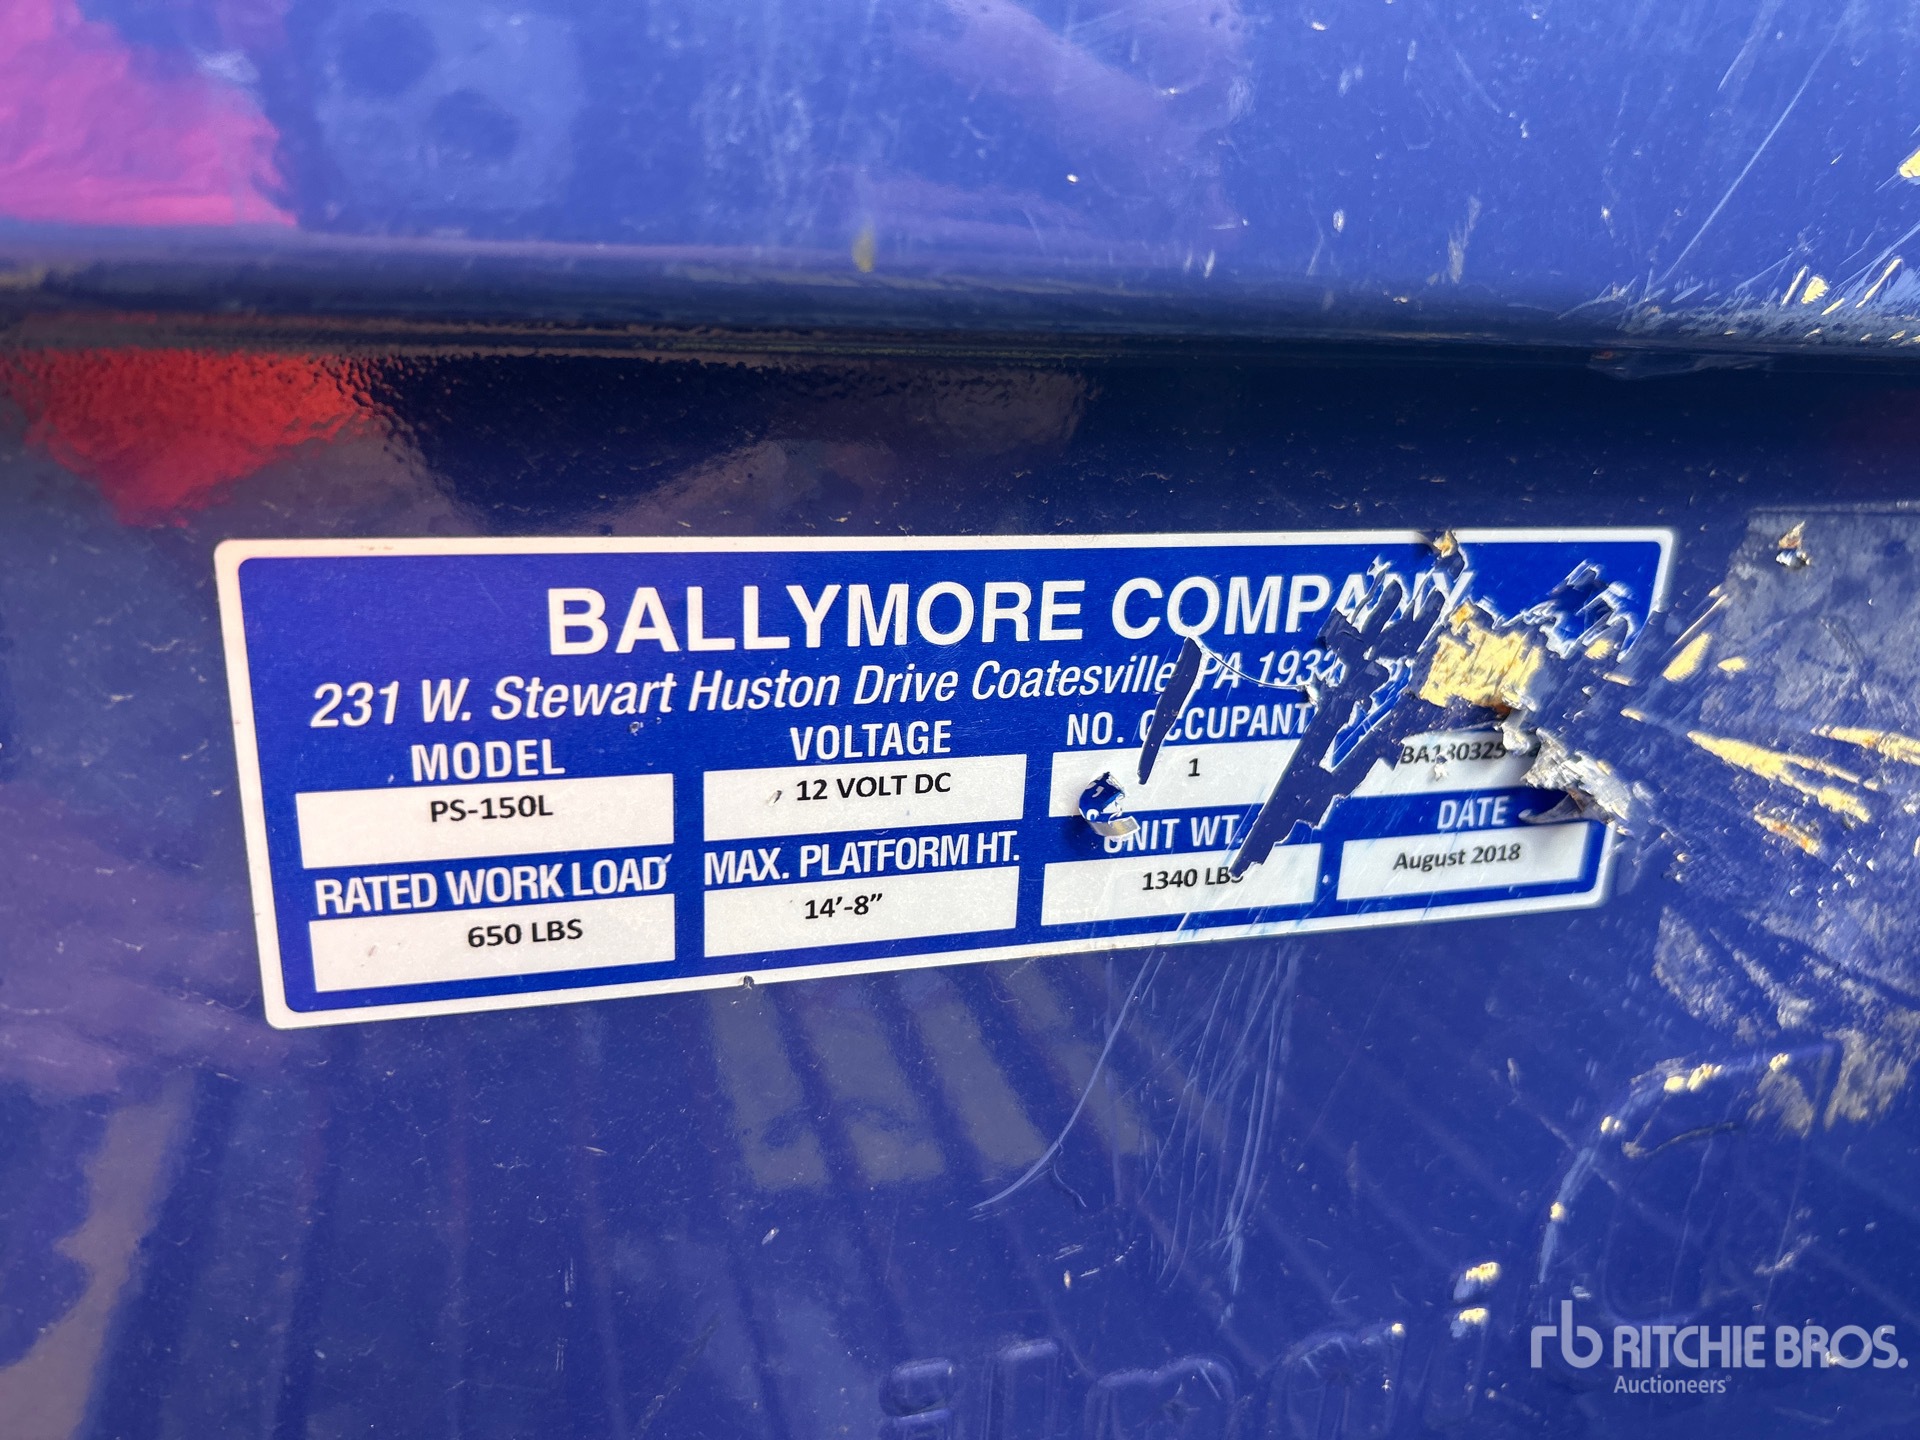 BALLYMORE COMPANY
231 W. Stewart Huston Drive Coatesville, PA
MODEL VOLTAGE NO.
PS-150L 12 VOLT DC 1
RATED WORK LOAD MAX. PLATFORM HT. UNIT WT. DATE
650 LBS 14'-8" 1340 LBS August 2018
rb RITCHIE BROS.
Auctioneers